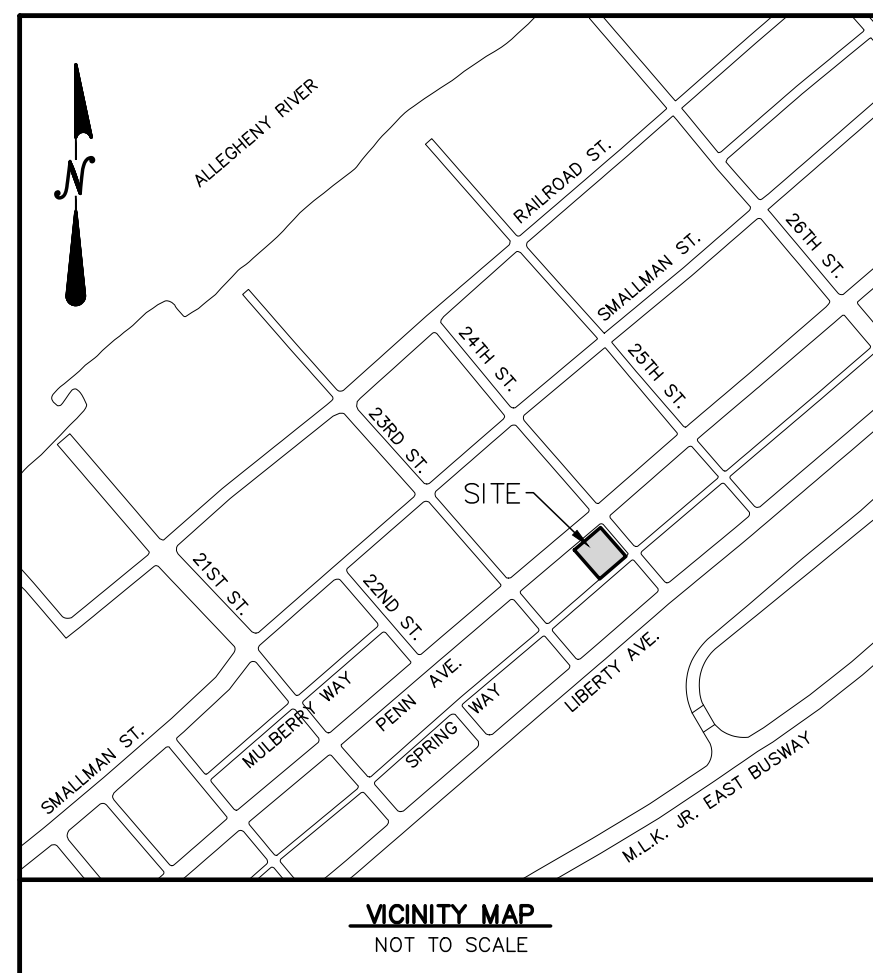 ALLEGHENY RIVER
N
RAILROAD ST.
SMALLMAN ST.
26TH ST.
24TH ST.
25TH ST.
23RD ST.
SITE
21ST ST.
22ND ST.
MULBERRY WAY
PENN AVE.
SPRING WAY
LIBERTY AVE.
SMALLMAN ST.
M.L.K. JR. EAST BUSWAY
VICINITY MAP
NOT TO SCALE